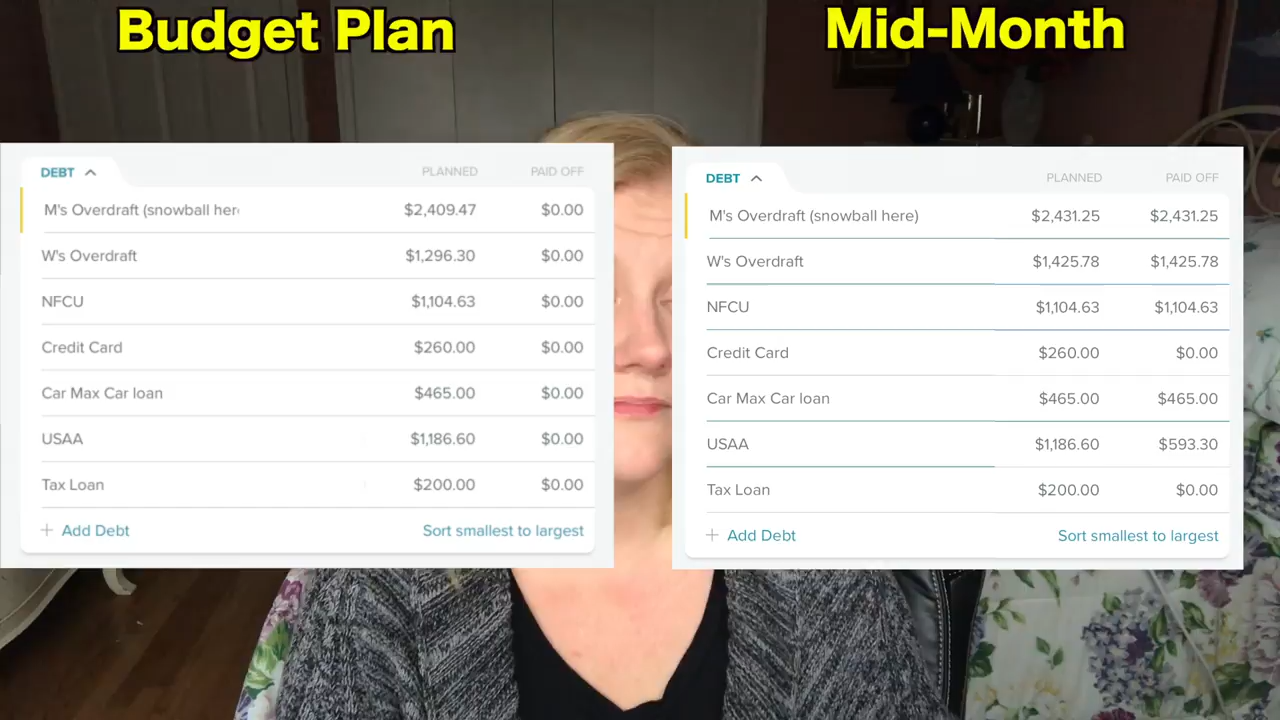 Budget Plan
Mid-Month
DEBT PLANNED PAID OFF
M's Overdraft (snowball her $2,409.47 $0.00
W's Overdraft $1,296.30 $0.00
NFCU $1,104.63 $0.00
Credit Card $260.00 $0.00
Car Max Car loan $465.00 $0.00
USAA $1,186.60 $0.00
Tax Loan $200.00 $0.00
+ Add Debt Sort smallest to largest
DEBT PLANNED PAID OFF
M's Overdraft (snowball here) $2,431.25 $2,431.25
W's Overdraft $1,425.78 $1,425.78
NFCU $1,104.63 $1,104.63
Credit Card $260.00 $0.00
Car Max Car loan $465.00 $465.00
USAA $1,186.60 $593.30
Tax Loan $200.00 $0.00
+ Add Debt Sort smallest to largest